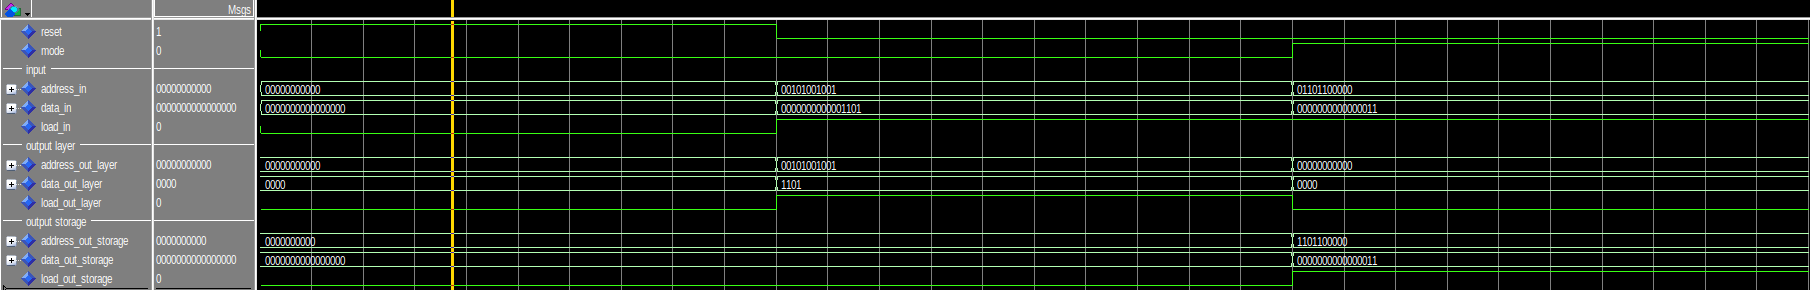 Msgs
reset 1
mode 0
input
address_in 00000000000 00000000000 00101001001 01101100000
data_in 0000000000000000 0000000000000000 0000000000001101 0000000000000011
load_in 0
output layer
address_out_layer 00000000000 00000000000 00101001001 00000000000
data_out_layer 0000 0000 1101 0000
load_out_layer 0
output storage
address_out_storage 0000000000 0000000000 1101100000
data_out_storage 0000000000000000 0000000000000000 0000000000000011
load_out_storage 0